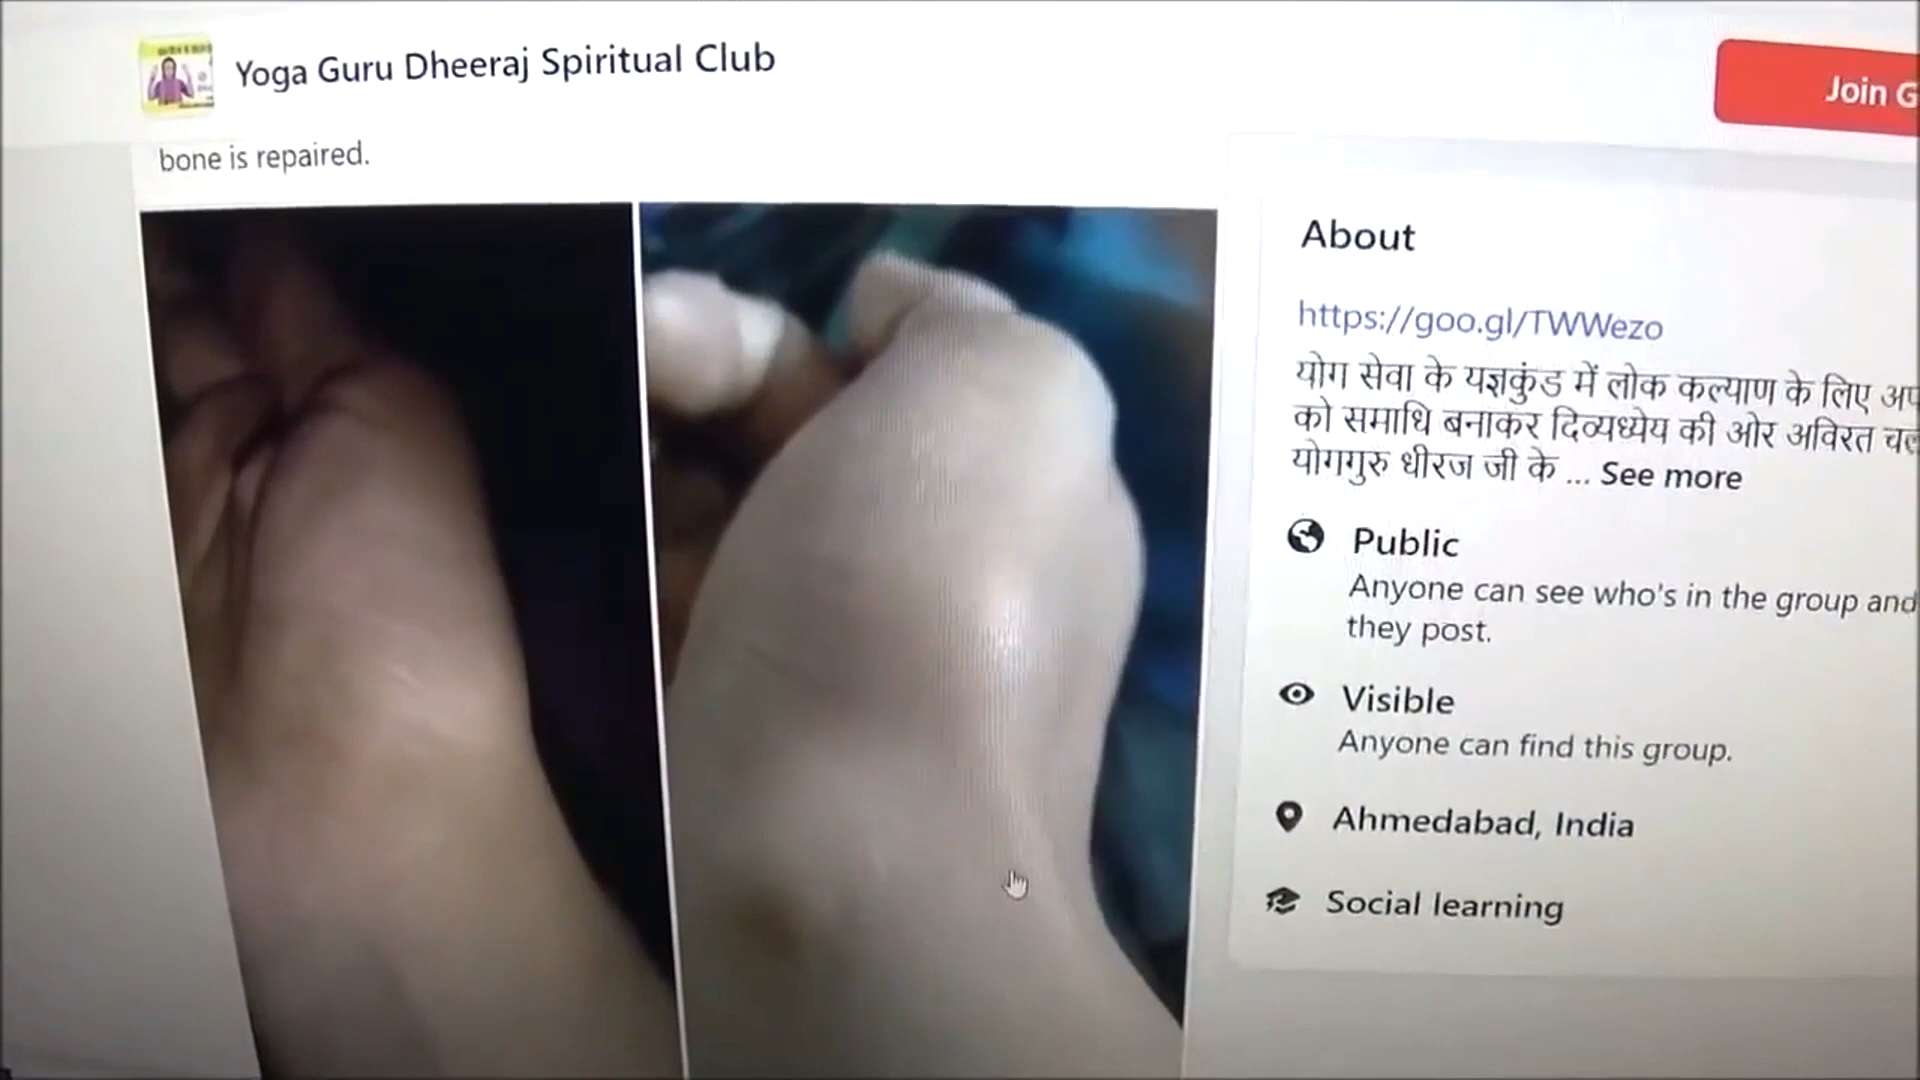 Yoga Guru Dheeraj Spiritual Club
Join
bone is repaired.
About
https://goo.gl/TWWezo
योग सेवा के यज्ञकुंड में लोक कल्याण के लिए
को समाधि बनाकर दिव्यध्येय की ओर अविरत
योगगुरु धीरज जी के ... See more
Public
Anyone can see who's in the group and
they post.
Visible
Anyone can find this group.
Ahmedabad, India
Social learning